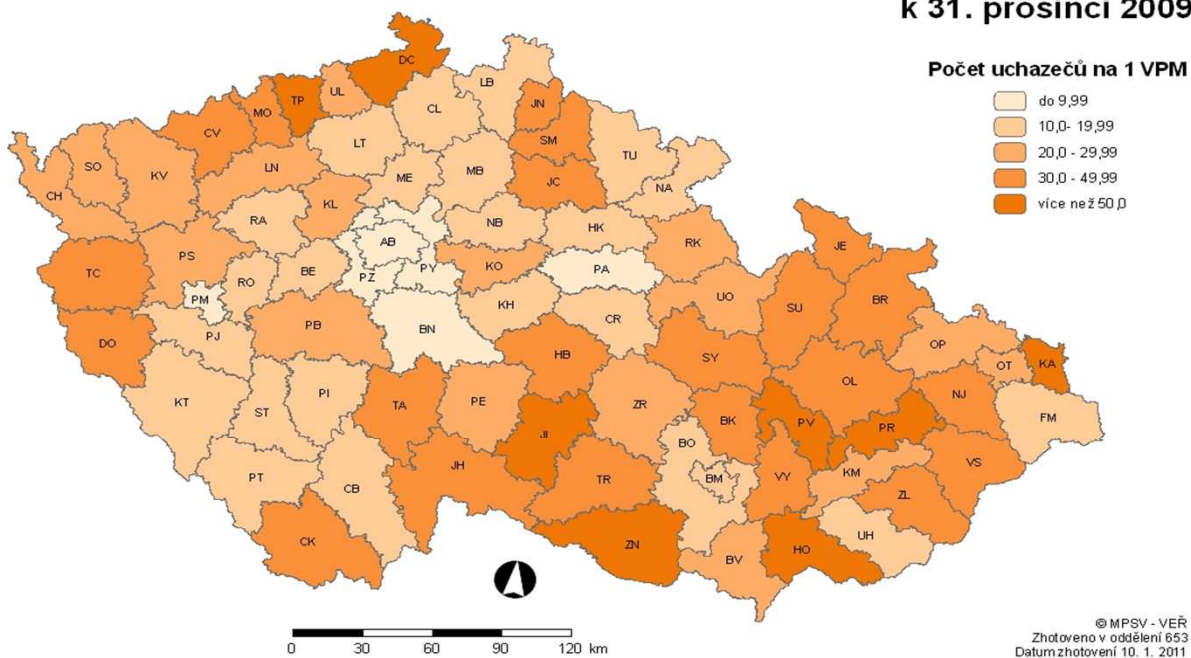 k 31. prosinci 2009
Počet uchazečů na 1 VPM
do 9,99
10,0- 19,99
20,0 - 29,99
30,0 - 49,99
více než 50,0
DC
LB
TP
UL
MO
CV
CL
JN
SM
LT
TU
SO
KV
LN
ME
MB
JC
NA
CH
KL
RA
NB
HK
AB
RK
JE
PS
TC
BE
PZ
PY
KO
PA
RO
PM
UO
SU
BR
KH
CR
PB
BN
PJ
DO
HB
SY
OP
OT
KA
OL
KT
PI
ST
TA
PE
ZR
BK
NJ
FM
JI
PV
PR
BO
KM
VS
JH
PT
CB
TR
BM
VY
ZL
CK
ZN
BV
HO
UH
0 30 60 90 120 km
© MPSV - VEŘ
Zhotoveno v oddělení 653
Datum zhotovení 10. 1. 2011